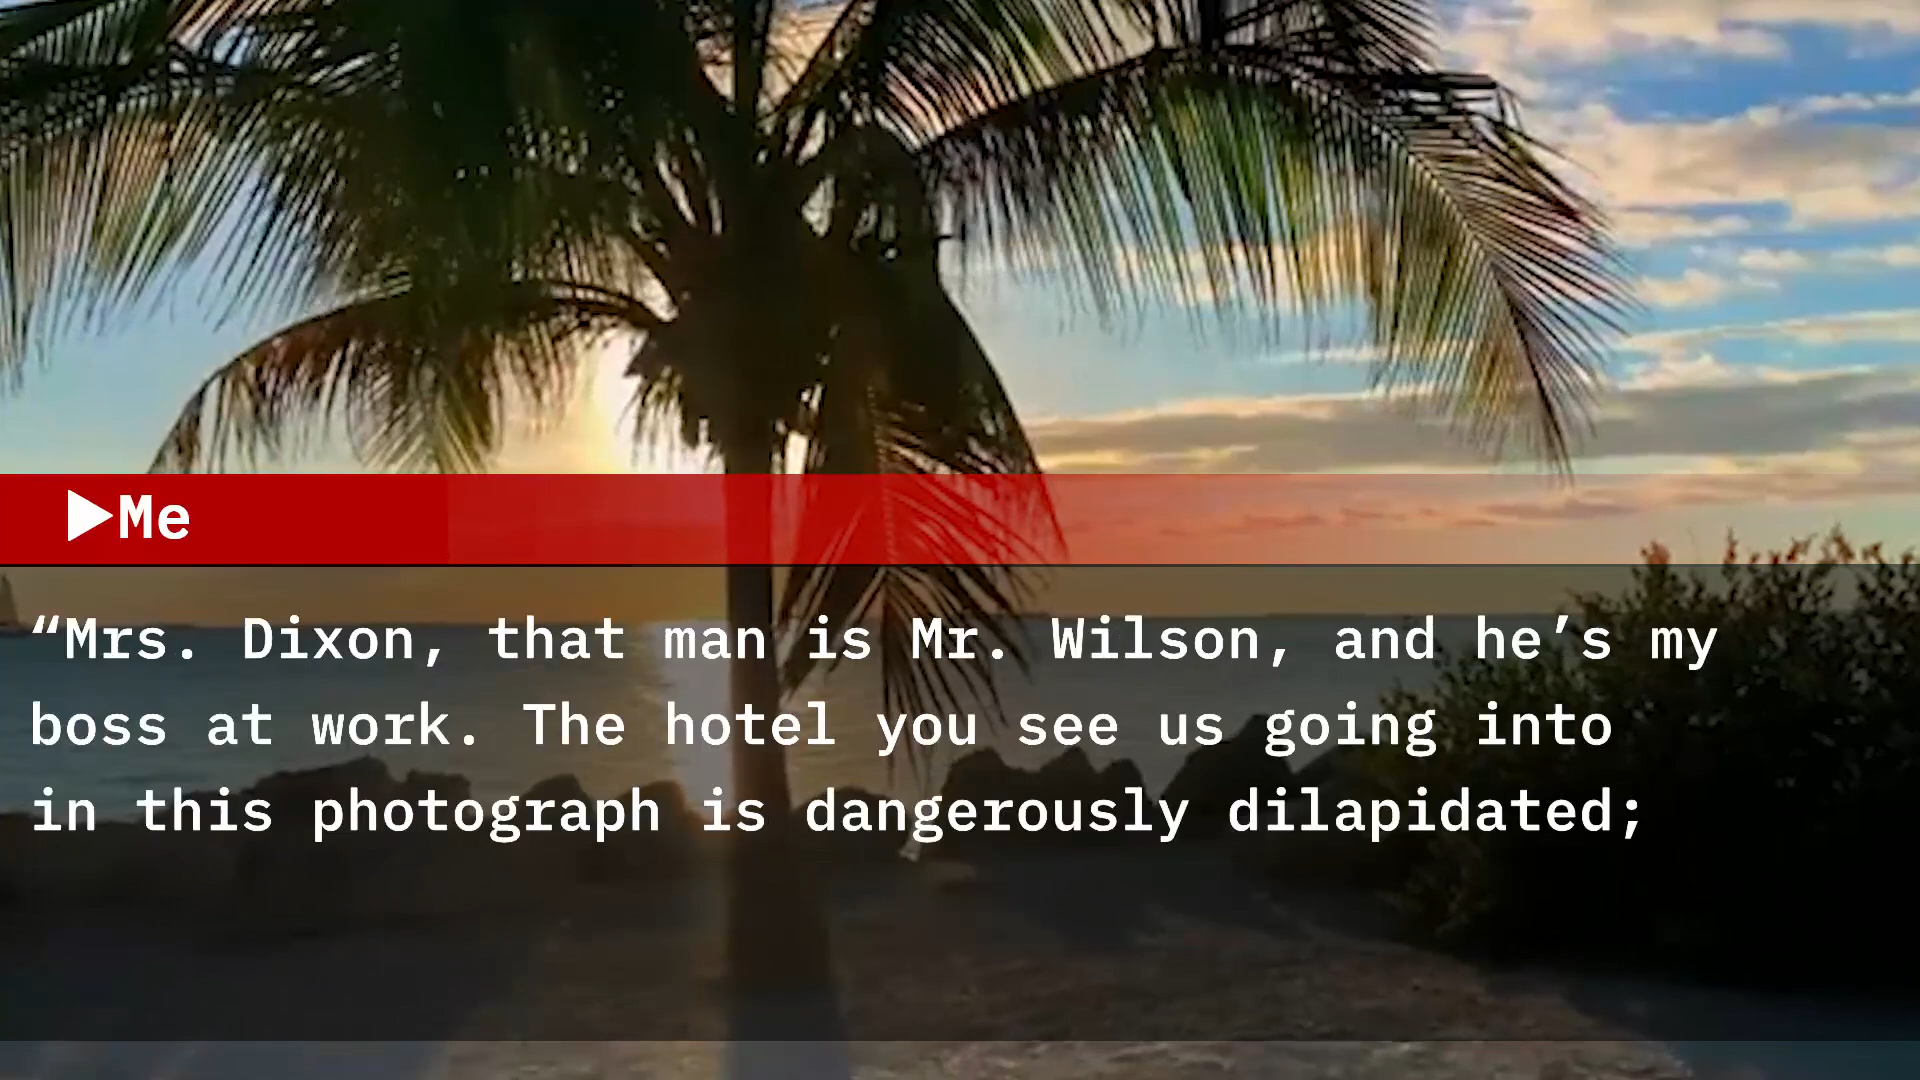 ▶Me
“Mrs. Dixon, that man is Mr. Wilson, and he’s my
boss at work. The hotel you see us going into
in this photograph is dangerously dilapidated;